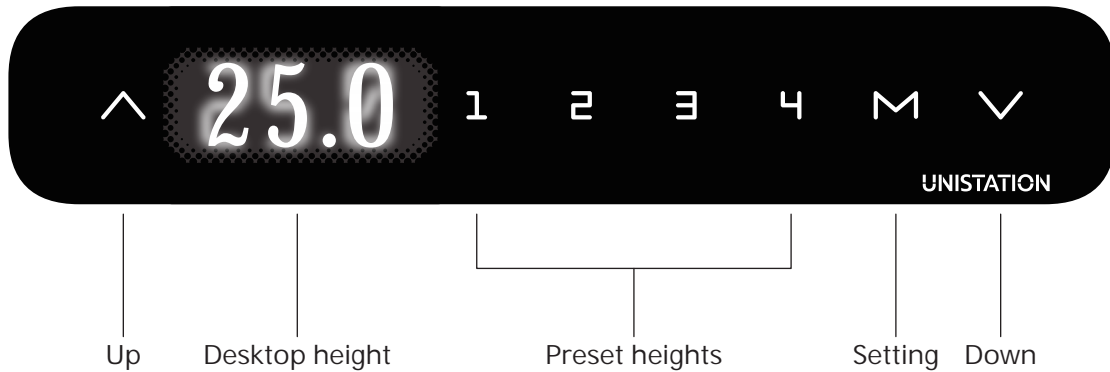 25.0 1 2 3 4 M
UNISTATION
Up Desktop height Preset heights Setting Down